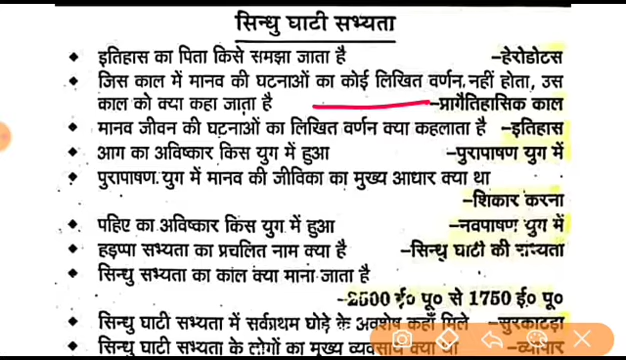 सिन्धु घाटी सभ्यता
◆ इतिहास का पिता किसे समझा जाता है –हेरोडोटस
◆ जिस काल में मानव की घटनाओं का कोई लिखित वर्णन नहीं होता, उस
काल को क्या कहा जाता है –प्रागैतिहासिक काल
◆ मानव जीवन की घटनाओं का लिखित वर्णन क्या कहलाता है –इतिहास
◆ आग का अविष्कार किस युग में हुआ –पुरापाषण युग में
◆ पुरापाषण युग में मानव की जीविका का मुख्य आधार क्या था
–शिकार करना
◆ पहिए का अविष्कार किस युग में हुआ –नवपाषण युग में
◆ हड़प्पा सभ्यता का प्रचलित नाम क्या है –सिन्धु घाटी की सभ्यता
◆ सिन्धु सभ्यता का काल क्या माना जाता है
–2500 ई० पू० से 1750 ई० पू०
◆ सिन्धु घाटी सभ्यता में सर्वप्रथम घोड़े के अवशेष कहाँ मिले –सुरकाटड़ा
◆ सिन्धु घाटी सभ्यता के लोगों का मुख्य व्यवसाय क्या था –व्यापार